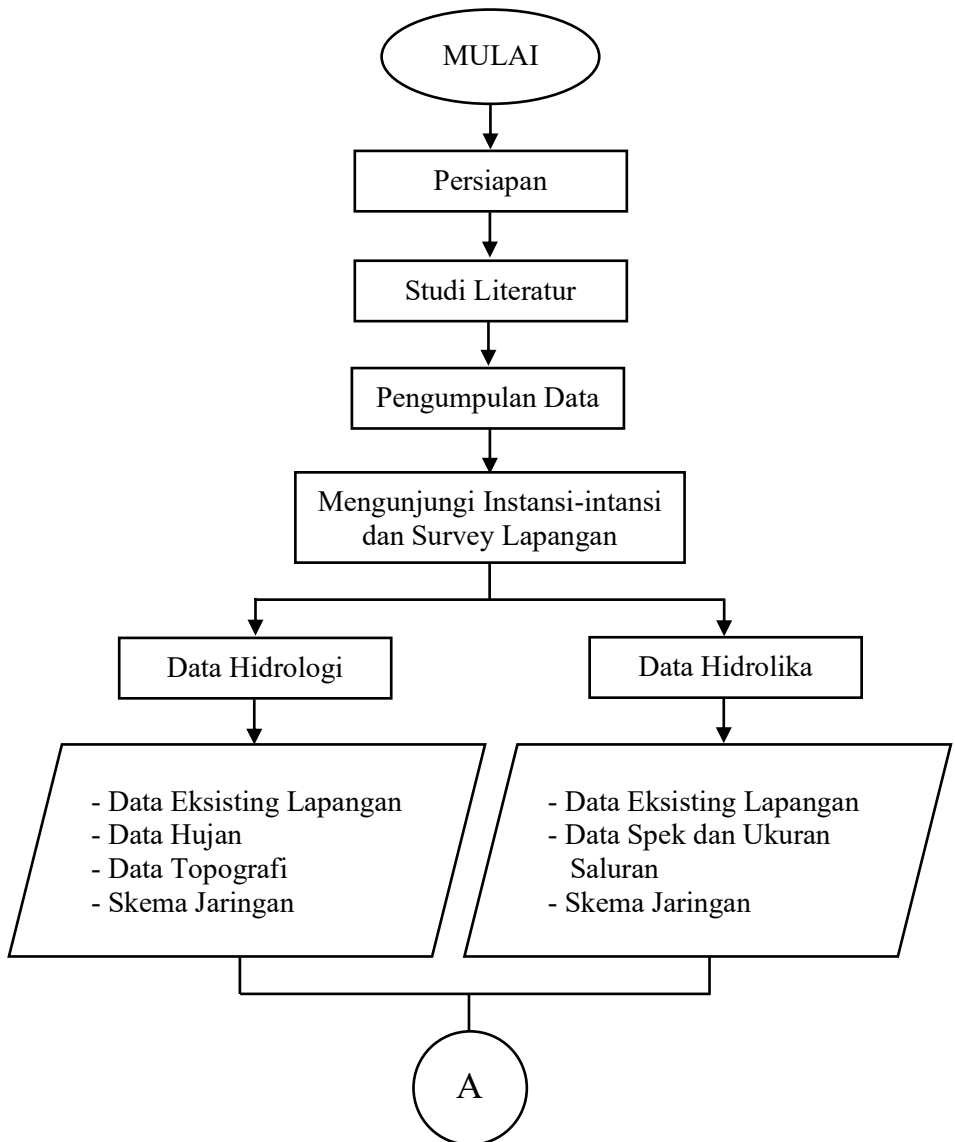 MULAI
Persiapan
Studi Literatur
Pengumpulan Data
Mengunjungi Instansi-intansi
dan Survey Lapangan
Data Hidrologi
Data Hidrolika
- Data Eksisting Lapangan
- Data Hujan
- Data Topografi
- Skema Jaringan
- Data Eksisting Lapangan
- Data Spek dan Ukuran
Saluran
- Skema Jaringan
A